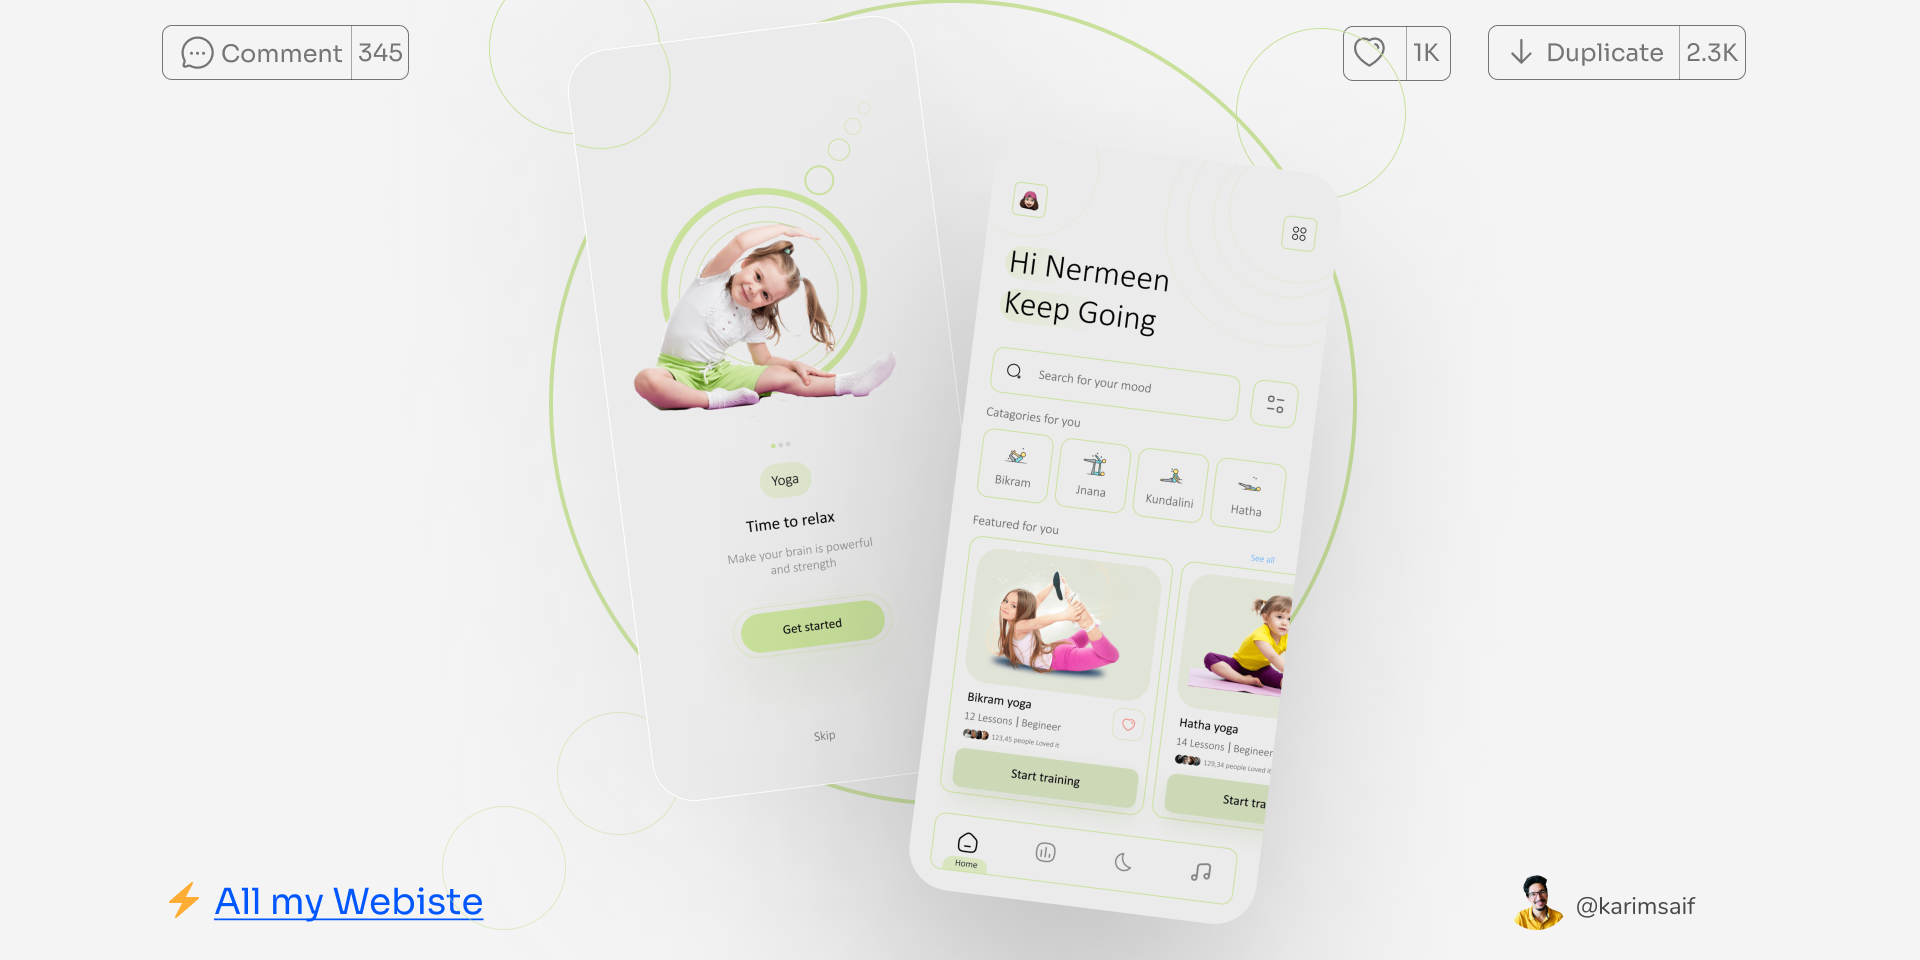 Comment 345
1K
Duplicate 2.3K
Yoga
Time to relax
Make your brain is powerful
and strength
Get started
Skip
Hi Nermeen
Keep Going
Search for your mood
Catagories for you
Bikram
Jnana
Kundalini
Hatha
Featured for you
See all
Bikram yoga
12 Lessons | Begineer
123,45 people Loved it
Start training
Hatha yoga
14 Lessons | Begineer
129,34 people Loved it
Start tra
Home
All my Webiste
@karimsaif